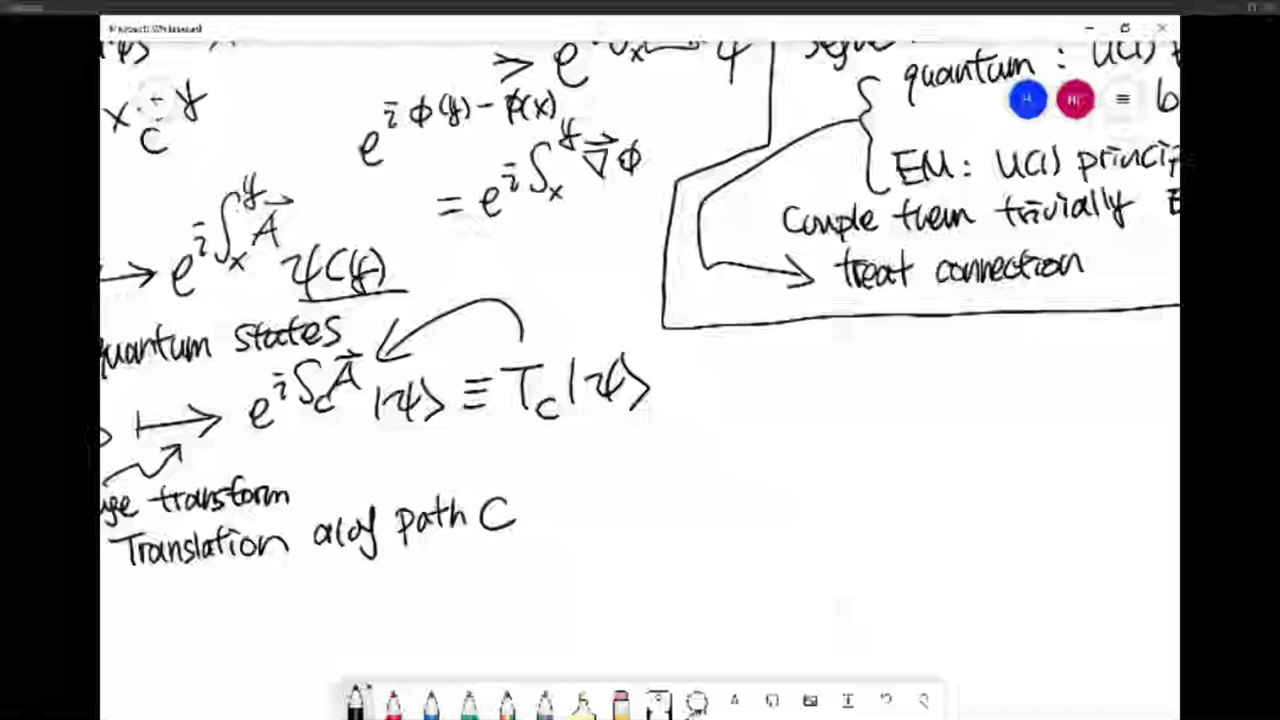 |ψ⟩
> e ψ
x ÷ y
C
e^{i φ(y) - φ(x)}
= e^{i ∫_x^y ∇⃗φ}
→ e^{i ∫_x^y A⃗} ψ(y)
quantum states
↦ e^{i ∫_C A⃗} |ψ⟩ ≡ T_C |ψ⟩
transform
Translation along path C
quantum : U(1)
EM : U(1)
Couple them trivially
→ treat connection